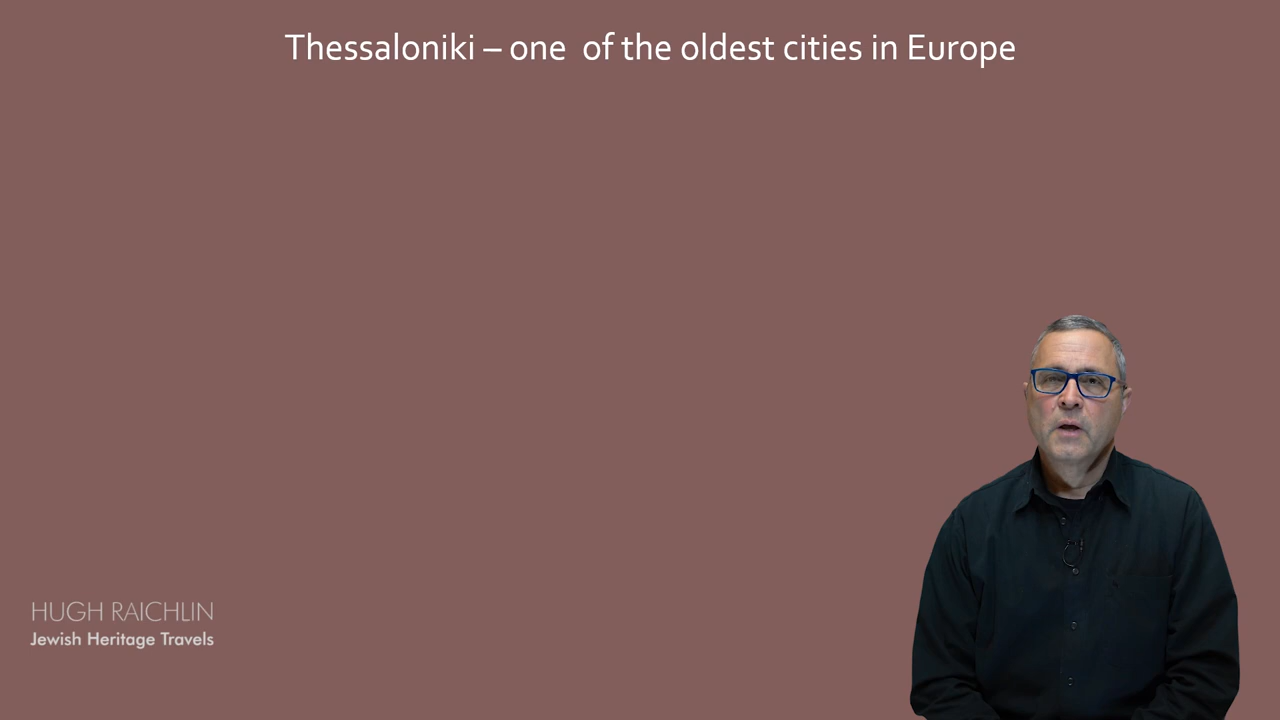 Thessaloniki – one  of the oldest cities in Europe
HUGH RAICHLIN
Jewish Heritage Travels